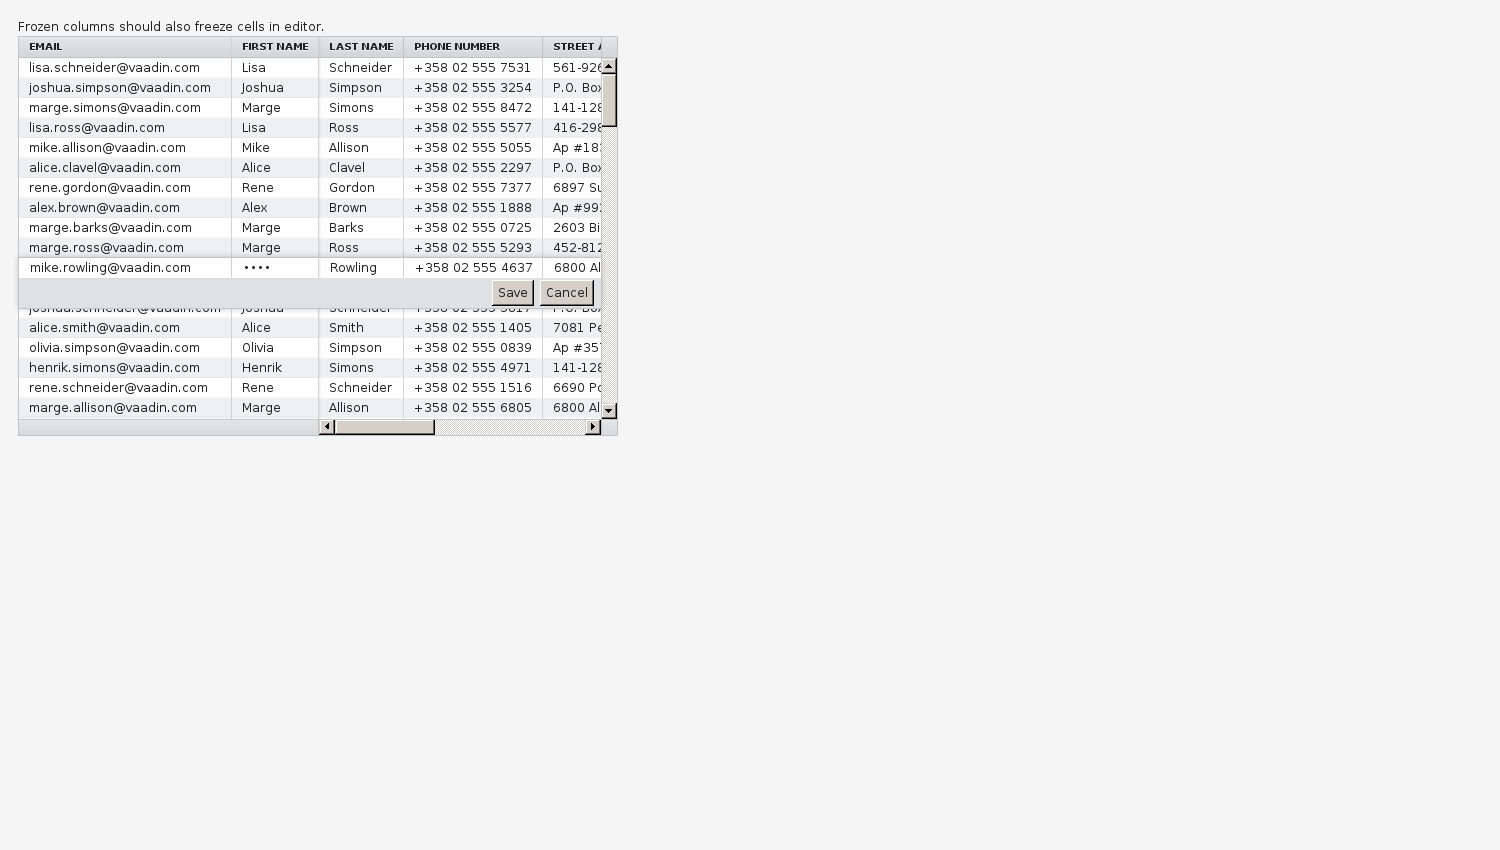 Frozen columns should also freeze cells in editor.
EMAIL FIRST NAME LAST NAME PHONE NUMBER STREET
lisa.schneider@vaadin.com Lisa Schneider +358 02 555 7531 561-926
joshua.simpson@vaadin.com Joshua Simpson +358 02 555 3254 P.O. Box
marge.simons@vaadin.com Marge Simons +358 02 555 8472 141-128
lisa.ross@vaadin.com Lisa Ross +358 02 555 5577 416-298
mike.allison@vaadin.com Mike Allison +358 02 555 5055 Ap #18
alice.clavel@vaadin.com Alice Clavel +358 02 555 2297 P.O. Box
rene.gordon@vaadin.com Rene Gordon +358 02 555 7377 6897 Su
alex.brown@vaadin.com Alex Brown +358 02 555 1888 Ap #99
marge.barks@vaadin.com Marge Barks +358 02 555 0725 2603 Bi
marge.ross@vaadin.com Marge Ross +358 02 555 5293 452-812
mike.rowling@vaadin.com •••• Rowling +358 02 555 4637 6800 Al
Save Cancel
joshua.schneider@vaadin.com Joshua Schneider +358 02 555 P.O. Box
alice.smith@vaadin.com Alice Smith +358 02 555 1405 7081 Pe
olivia.simpson@vaadin.com Olivia Simpson +358 02 555 0839 Ap #35
henrik.simons@vaadin.com Henrik Simons +358 02 555 4971 141-128
rene.schneider@vaadin.com Rene Schneider +358 02 555 1516 6690 Po
marge.allison@vaadin.com Marge Allison +358 02 555 6805 6800 Al